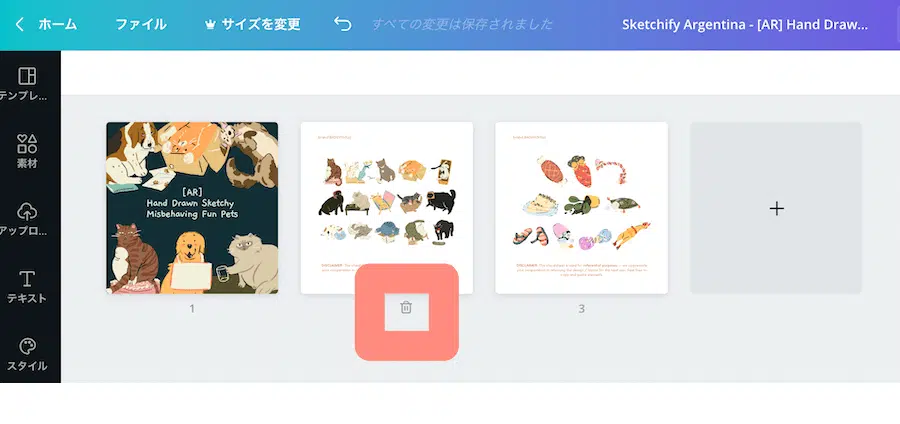 ホーム
ファイル
サイズを変更
すべての変更は保存されました
Sketchify Argentina - [AR] Hand Draw...
テンプレ...
素材
アップロ...
テキスト
スタイル
[AR]
Hand Drawn Sketchy
Misbehaving Fun Pets
1
3